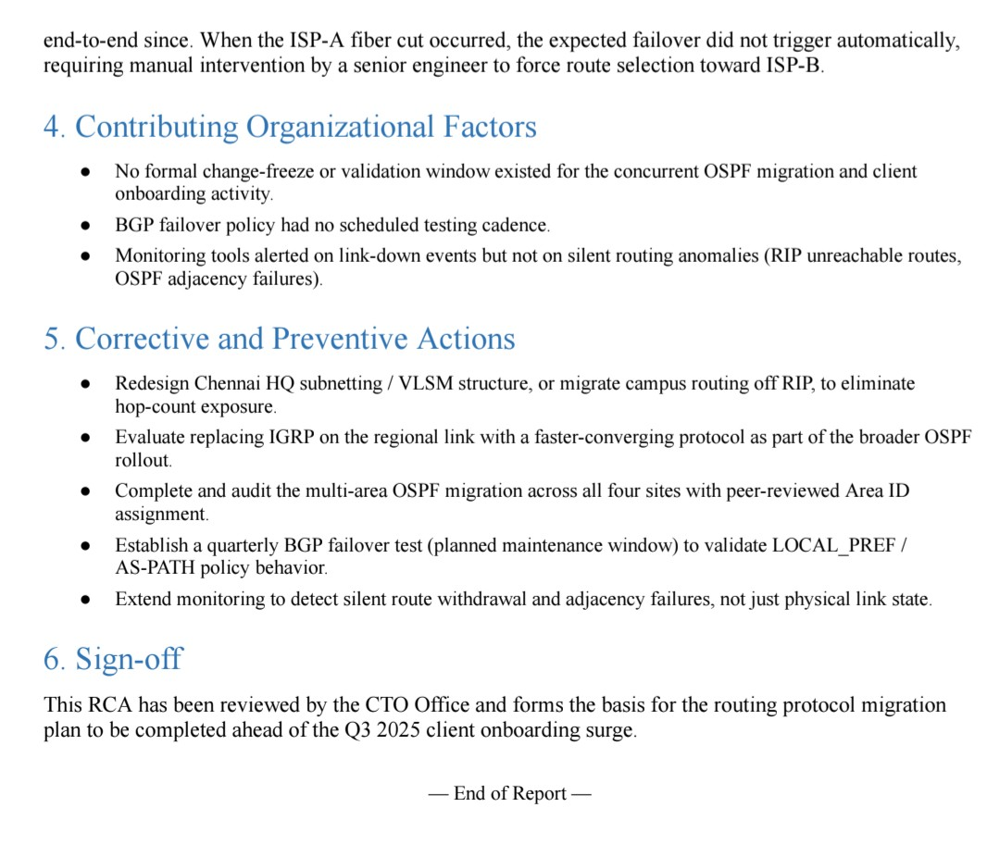 end-to-end since. When the ISP-A fiber cut occurred, the expected failover did not trigger automatically,
requiring manual intervention by a senior engineer to force route selection toward ISP-B.
4. Contributing Organizational Factors
● No formal change-freeze or validation window existed for the concurrent OSPF migration and client
onboarding activity.
● BGP failover policy had no scheduled testing cadence.
● Monitoring tools alerted on link-down events but not on silent routing anomalies (RIP unreachable routes,
OSPF adjacency failures).
5. Corrective and Preventive Actions
● Redesign Chennai HQ subnetting / VLSM structure, or migrate campus routing off RIP, to eliminate
hop-count exposure.
● Evaluate replacing IGRP on the regional link with a faster-converging protocol as part of the broader OSPF
rollout.
● Complete and audit the multi-area OSPF migration across all four sites with peer-reviewed Area ID
assignment.
● Establish a quarterly BGP failover test (planned maintenance window) to validate LOCAL_PREF /
AS-PATH policy behavior.
● Extend monitoring to detect silent route withdrawal and adjacency failures, not just physical link state.
6. Sign-off
This RCA has been reviewed by the CTO Office and forms the basis for the routing protocol migration
plan to be completed ahead of the Q3 2025 client onboarding surge.
— End of Report —